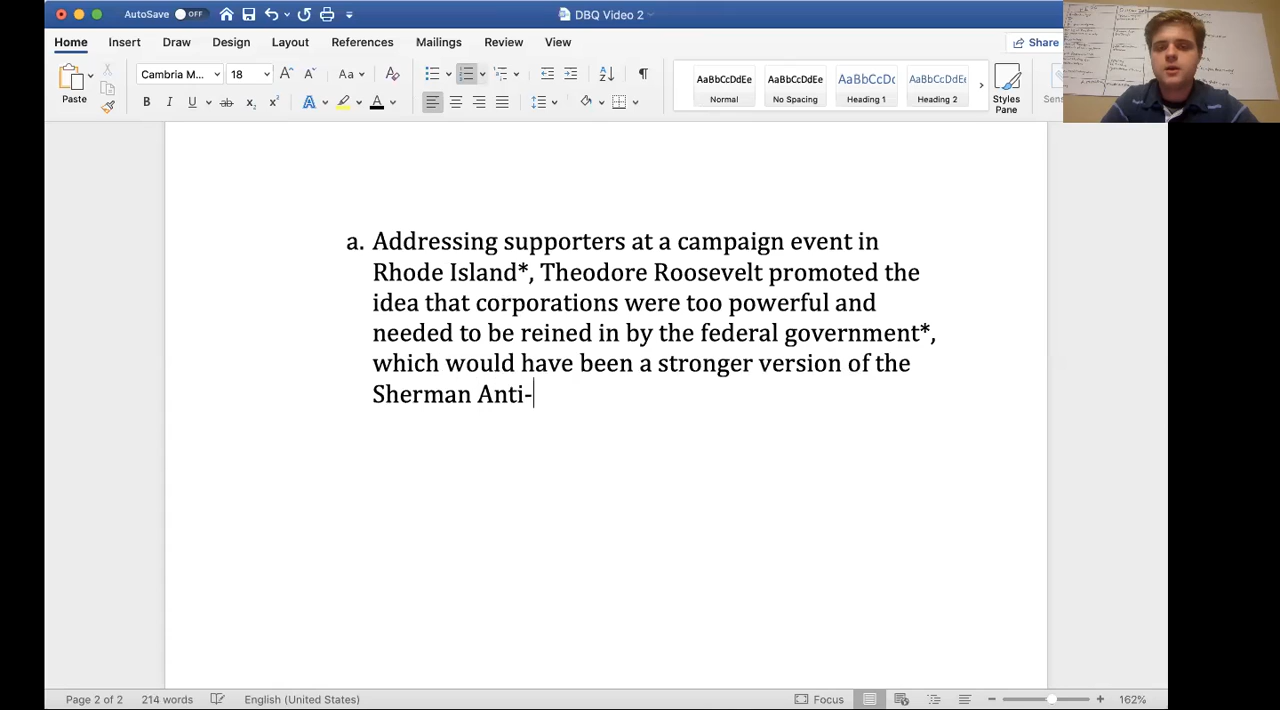 AutoSave OFF
DBQ Video 2
Home Insert Draw Design Layout References Mailings Review View Share
Paste Cambria M... 18 A A Aa A
B I U ab x₂ x² A A
AaBbCcDdEe AaBbCcDdEe AaBbCcDc AaBbCcDdEe
Normal No Spacing Heading 1 Heading 2 Styles
Pane
a. Addressing supporters at a campaign event in
Rhode Island*, Theodore Roosevelt promoted the
idea that corporations were too powerful and
needed to be reined in by the federal government*,
which would have been a stronger version of the
Sherman Anti-
Page 2 of 2 214 words English (United States) Focus 162%